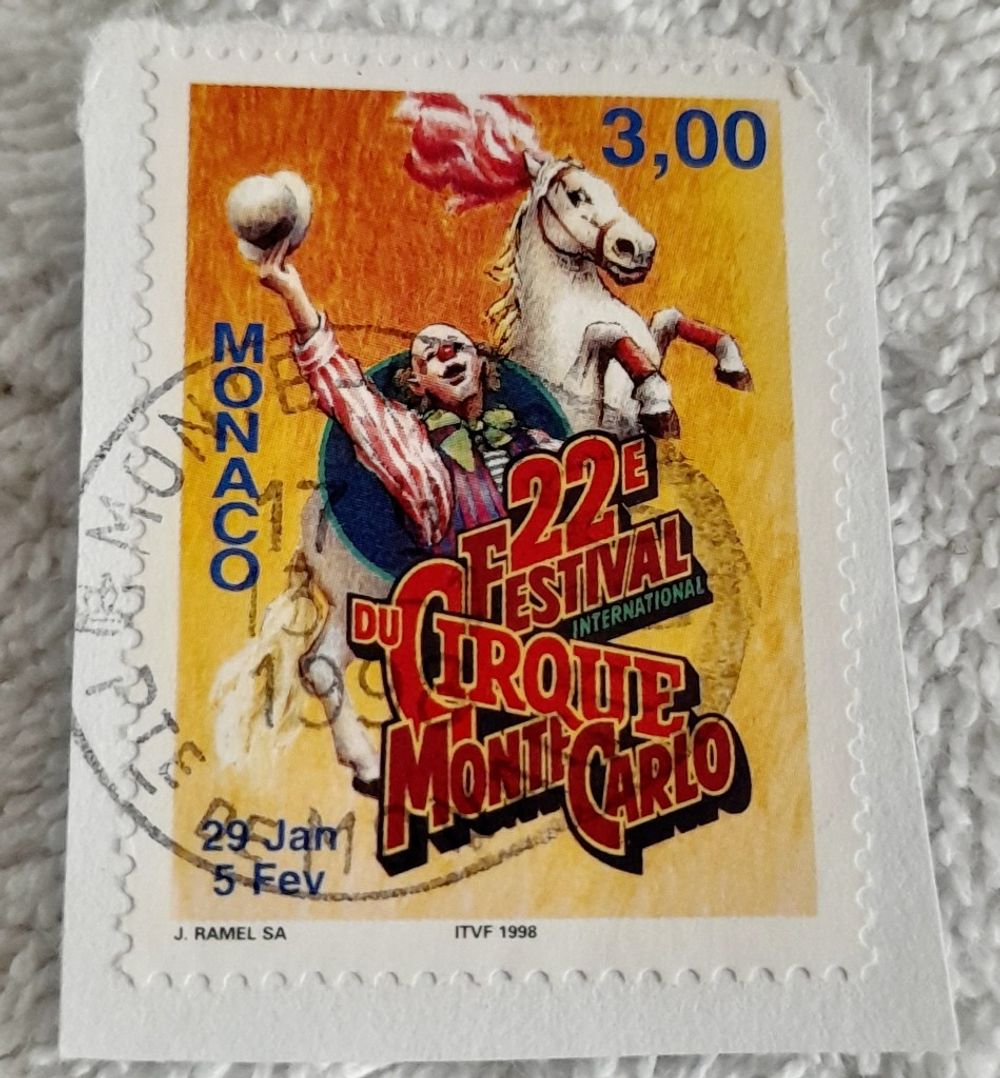 3,00
MONACO
22E
FESTIVAL
INTERNATIONAL
DU CIRQUE
MONTE-CARLO
29 Jan
5 Fev
J. RAMEL SA
ITVF 1998